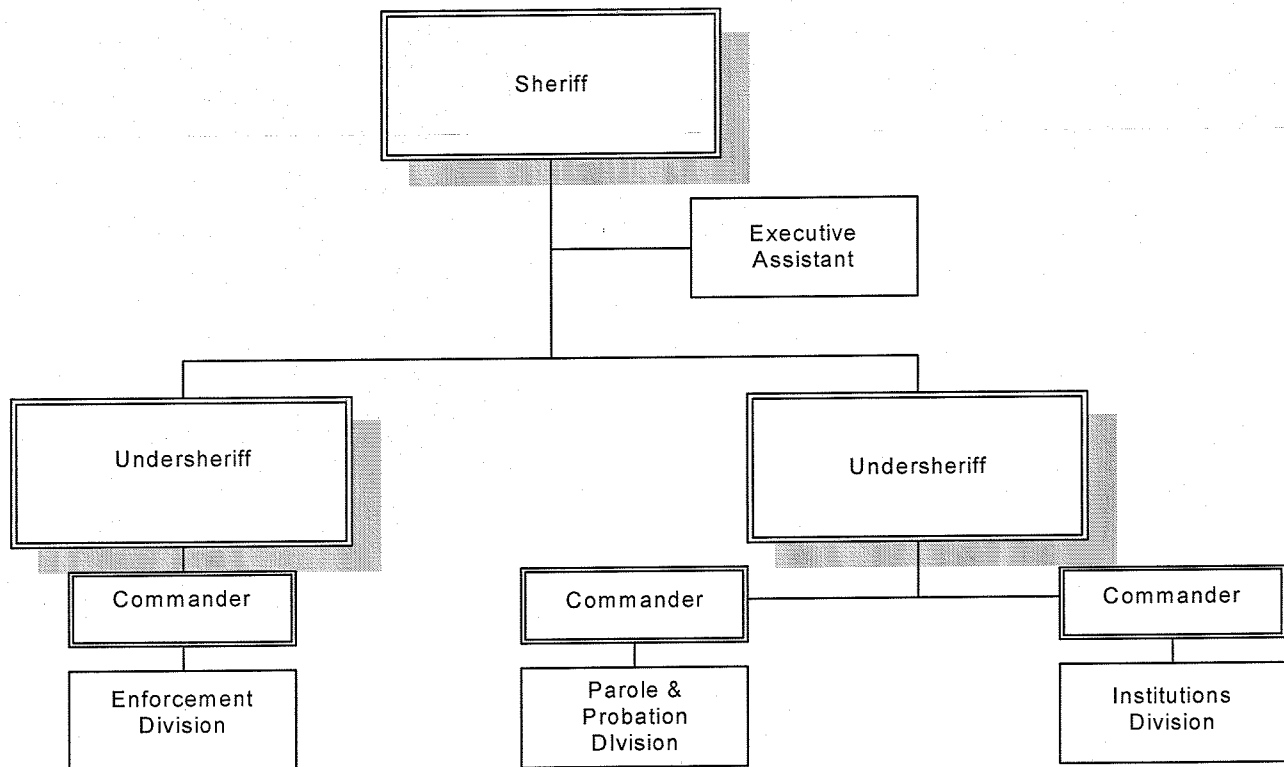 Sheriff
Executive
Assistant
Undersheriff
Undersheriff
Commander
Commander
Commander
Enforcement
Division
Parole &
Probation
DIvision
Institutions
Division